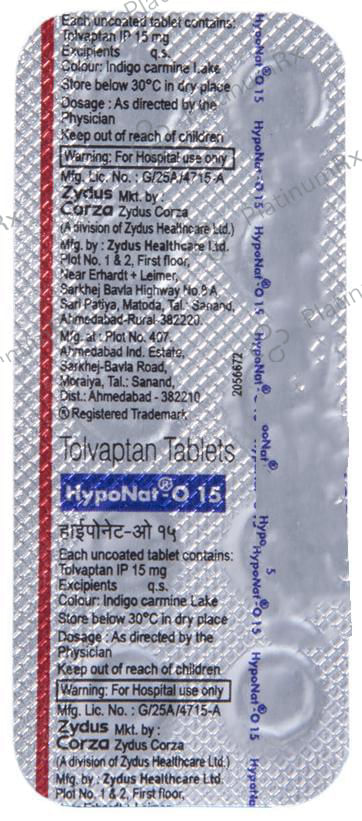 Each uncoated tablet contains:
Tolvaptan IP 15 mg
Excipients q.s.
Colour: Indigo carmine Lake
Store below 30°C in dry place
Dosage : As directed by the
Physician
Keep out of reach of children
Warning: For Hospital use only
Mfg. Lic. No. : G/25A/4715-A
Zydus Mkt. by :
Corza Zydus Corza
(A division of Zydus Healthcare Ltd.)
Mfg. by : Zydus Healthcare Ltd.
Plot No. 1 & 2, First floor,
Near Erhardt + Leimer,
Sarkhej Bavla Highway No.8 A
Sari Patiya, Matoda, Tal.: Sanand,
Ahmedabad-Rural-382220.
Mfg. at : Plot No. 407.
Ahmedabad Ind. Estate,
Sarkhej-Bavla Road,
Moraiya, Tal.: Sanand,
Dist.: Ahmedabad - 382210
® Registered Trademark
Tolvaptan Tablets
HypoNat®-O 15
हाईपोनेट-ओ १५
Each uncoated tablet contains:
Tolvaptan IP 15 mg
Excipients q.s.
Colour: Indigo carmine Lake
Store below 30°C in dry place
Dosage : As directed by the
Physician
Keep out of reach of children
Warning: For Hospital use only
Mfg. Lic. No. : G/25A/4715-A
Zydus Mkt. by :
Corza Zydus Corza
(A division of Zydus Healthcare Ltd.)
Mfg. by : Zydus Healthcare Ltd.
Plot No. 1 & 2, First floor,
2056672
HypoNat®-O 15
HypoNat®-O 15
HypoNat®-O 15
HypoNat®-O 15
HypoNat®-O 15
PlatinumRx